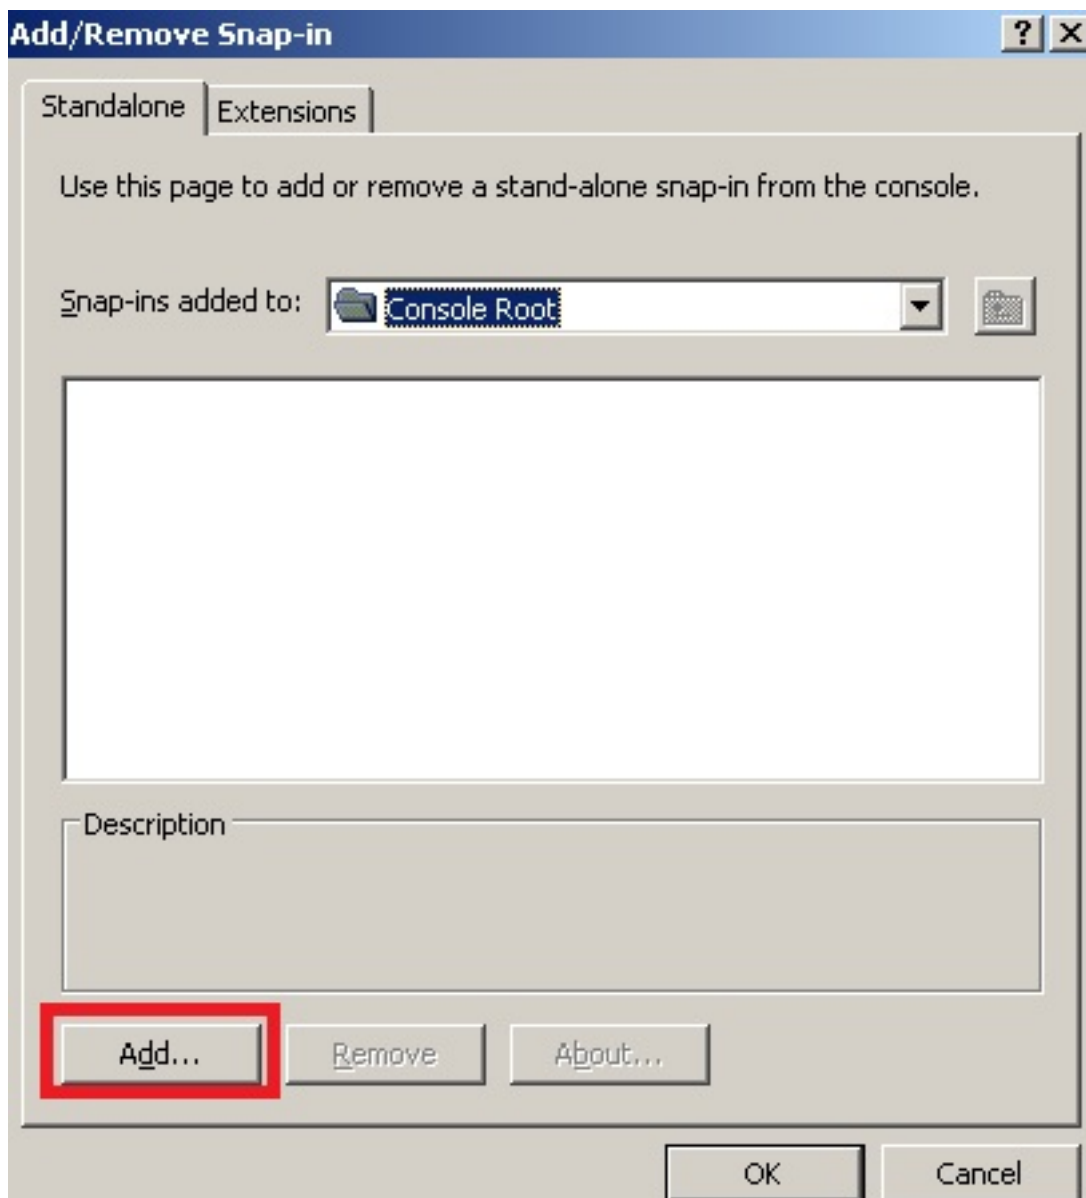 Add/Remove Snap-in
Standalone
Extensions
Use this page to add or remove a stand-alone snap-in from the console.
Snap-ins added to:
Console Root
Description
Add...
Remove
About...
OK
Cancel